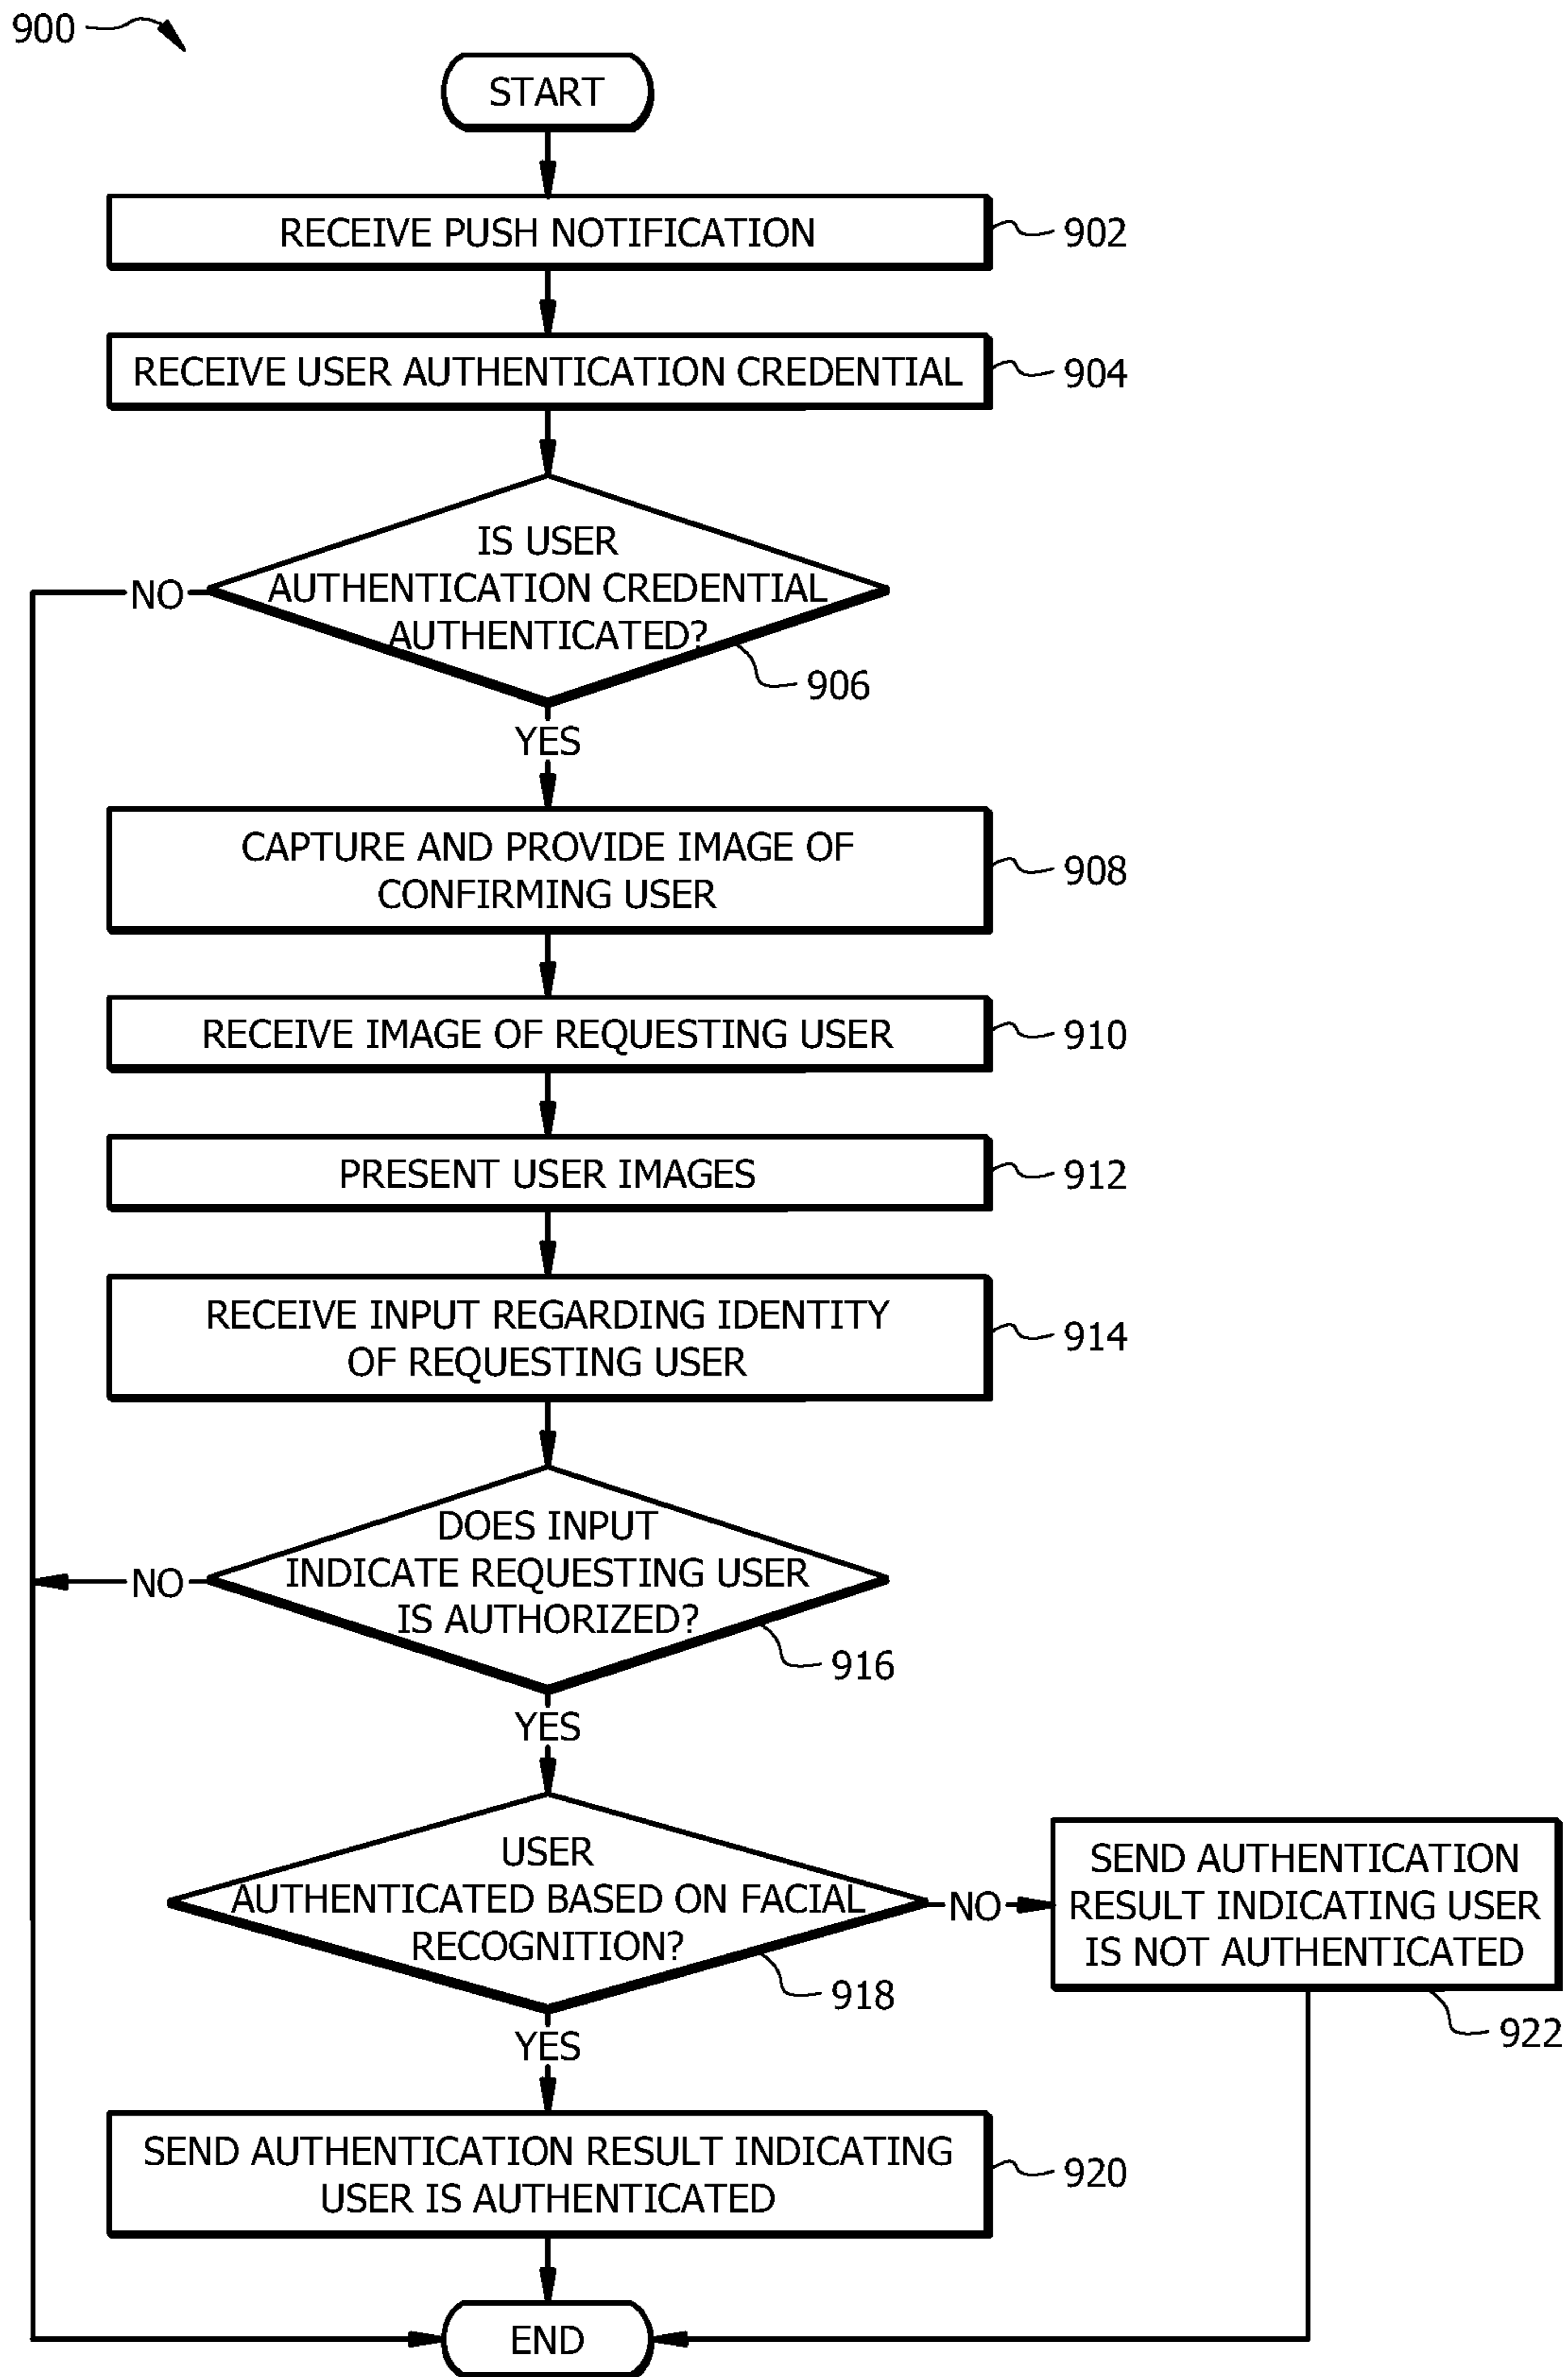 900
START
RECEIVE PUSH NOTIFICATION
902
RECEIVE USER AUTHENTICATION CREDENTIAL
904
IS USER
AUTHENTICATION CREDENTIAL
AUTHENTICATED?
906
NO
YES
CAPTURE AND PROVIDE IMAGE OF
CONFIRMING USER
908
RECEIVE IMAGE OF REQUESTING USER
910
PRESENT USER IMAGES
912
RECEIVE INPUT REGARDING IDENTITY
OF REQUESTING USER
914
DOES INPUT
INDICATE REQUESTING USER
IS AUTHORIZED?
916
NO
YES
USER
AUTHENTICATED BASED ON FACIAL
RECOGNITION?
918
NO
SEND AUTHENTICATION
RESULT INDICATING USER
IS NOT AUTHENTICATED
922
YES
SEND AUTHENTICATION RESULT INDICATING
USER IS AUTHENTICATED
920
END